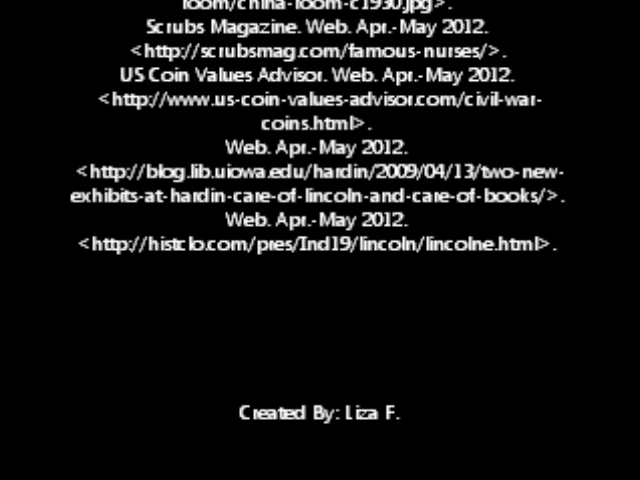 room/china-room-c1930.jpg>.
Scrubs Magazine. Web. Apr.-May 2012.
<http://scrubsmag.com/famous-nurses/>.
US Coin Values Advisor. Web. Apr.-May 2012.
<http://www.us-coin-values-advisor.com/civil-war-
coins.html>.
Web. Apr.-May 2012.
<http://blog.lib.uiowa.edu/hardin/2009/04/13/two-new-
exhibits-at-hardin-care-of-lincoln-and-care-of-books/>.
Web. Apr.-May 2012.
<http://histclo.com/pres/Ind19/lincoln/lincolne.html>.
Created By: Liza F.